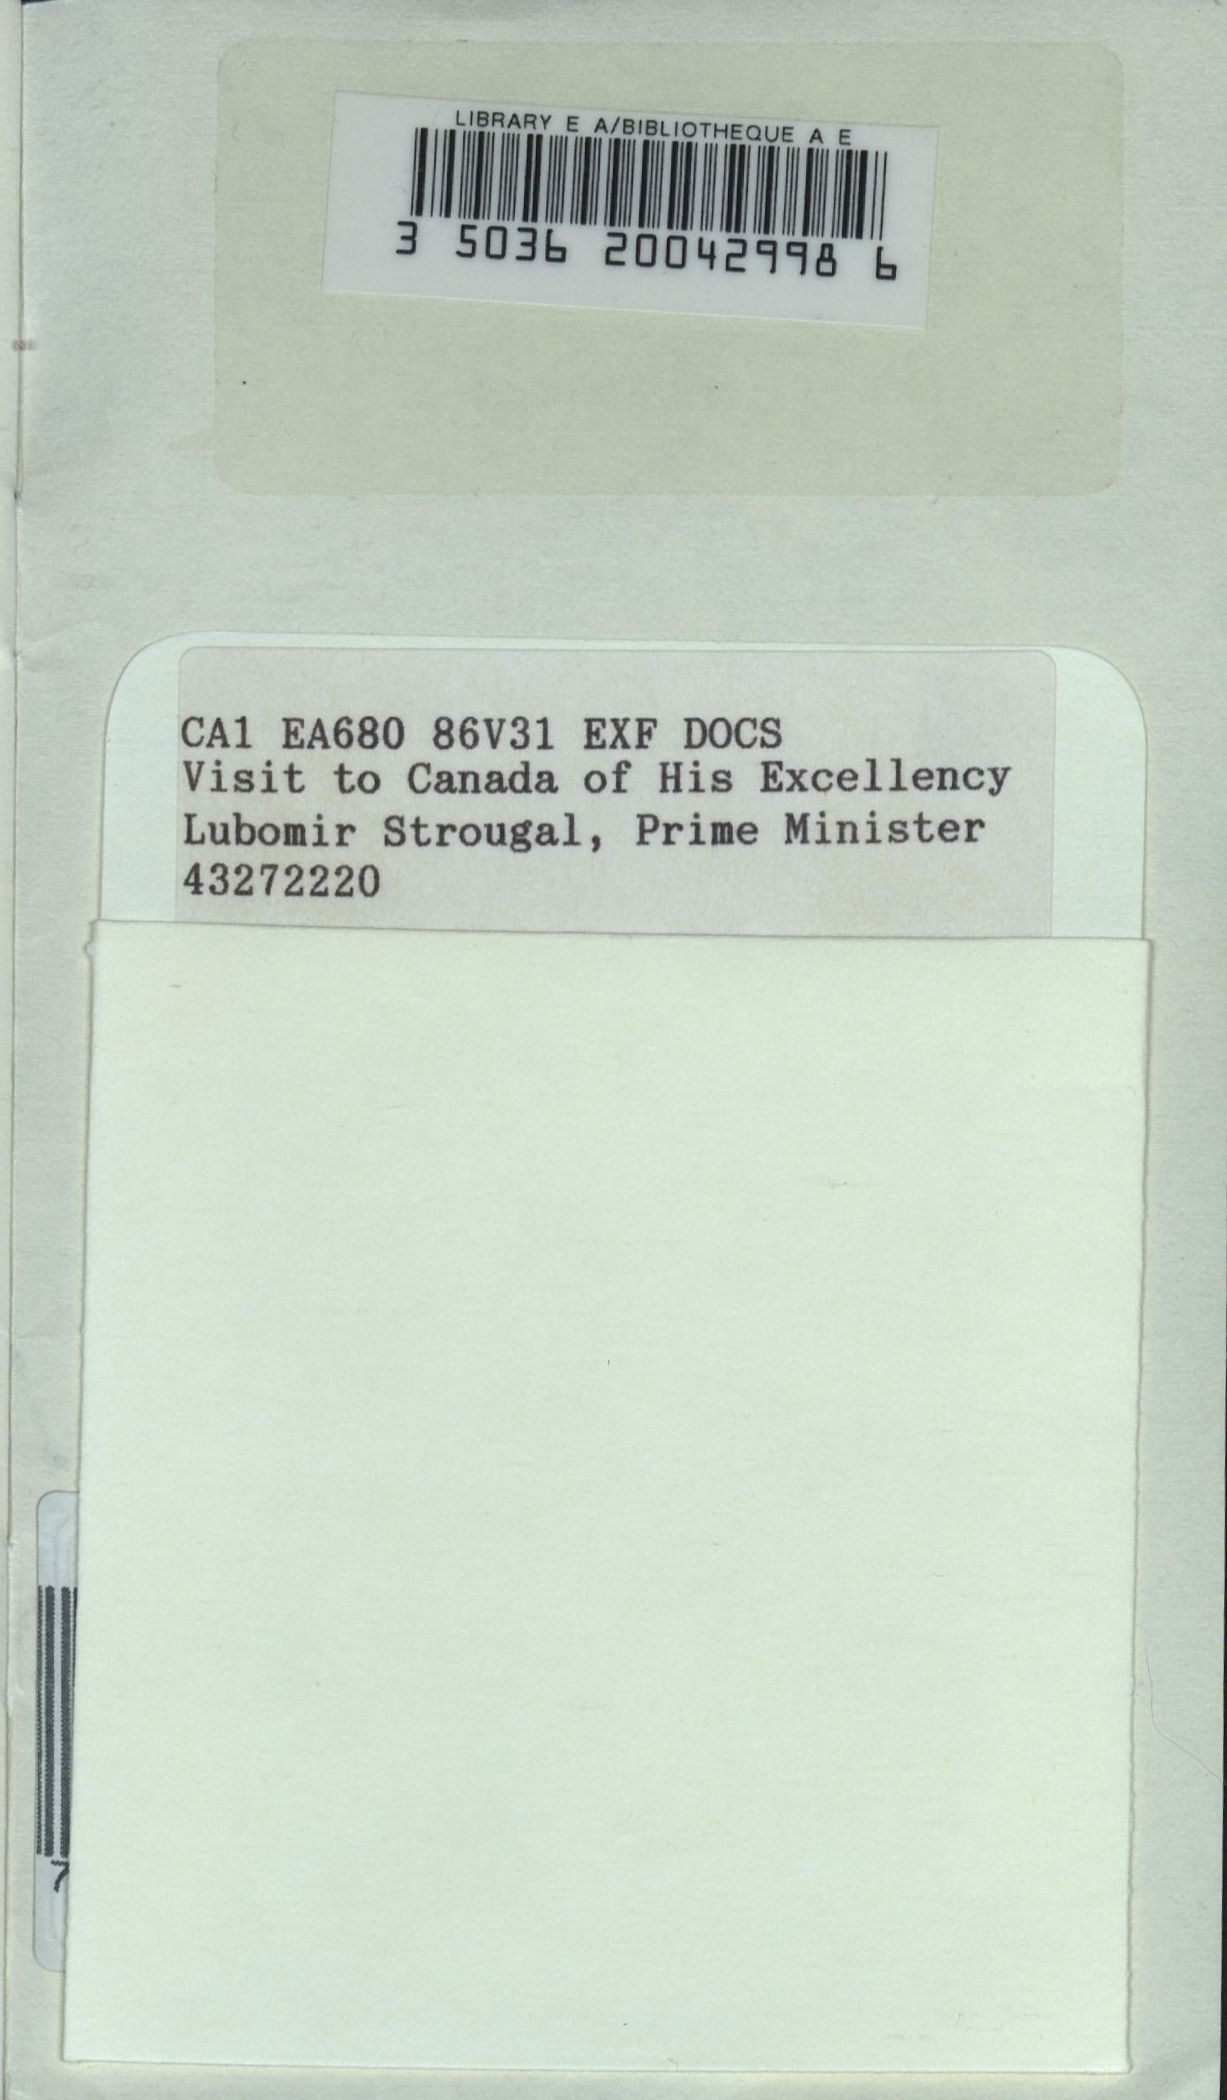 LIBRARY E A/BIBLIOTHEQUE A E
3 5036 20042998 6
CA1 EA680 86V31 EXF DOCS
Visit to Canada of His Excellency
Lubomir Strougal, Prime Minister
43272220
7